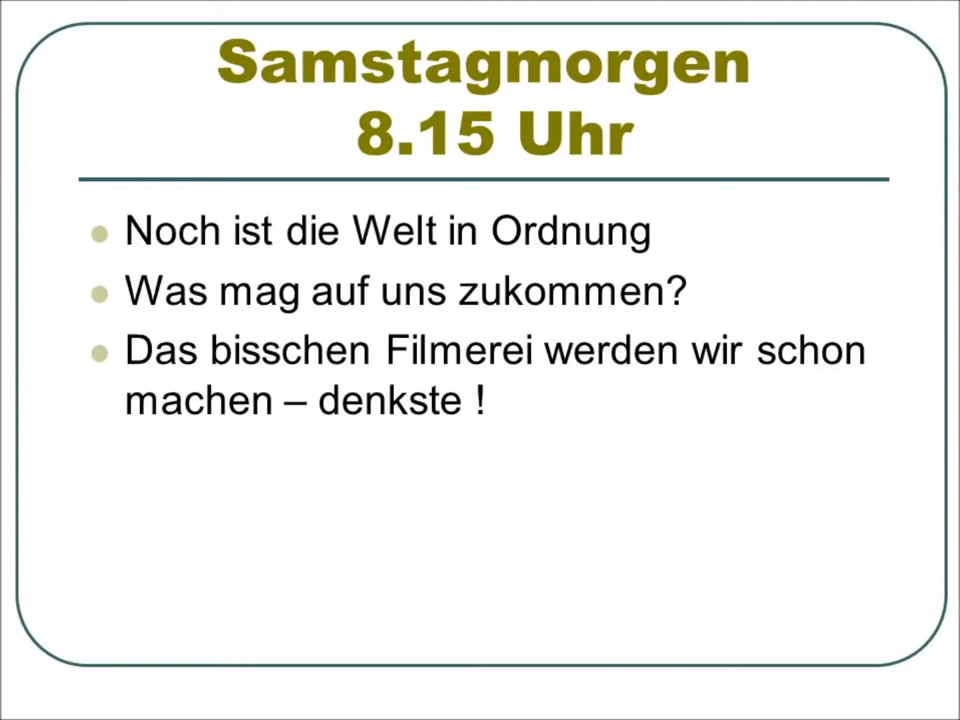 Samstagmorgen
8.15 Uhr
Noch ist die Welt in Ordnung
Was mag auf uns zukommen?
Das bisschen Filmerei werden wir schon
machen – denkste !